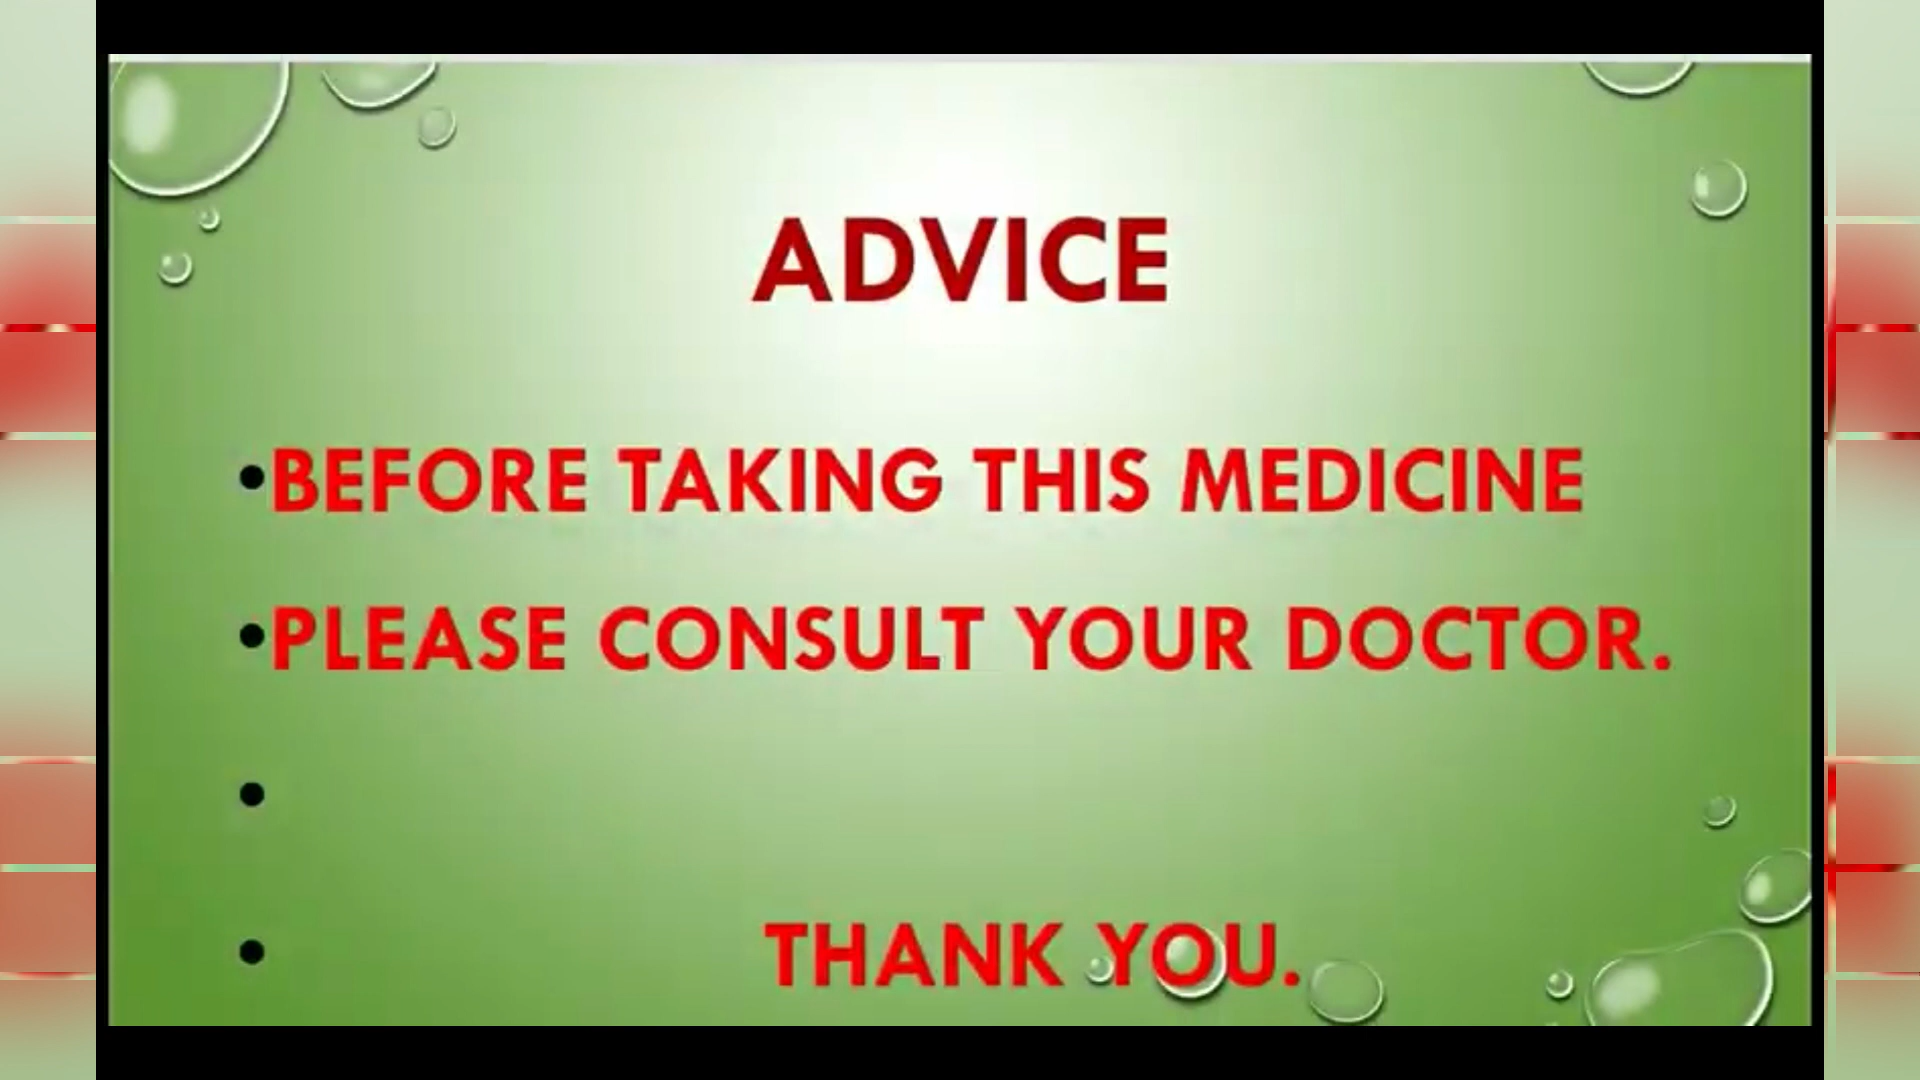 ADVICE
•BEFORE TAKING THIS MEDICINE
•PLEASE CONSULT YOUR DOCTOR.
•
• THANK YOU.